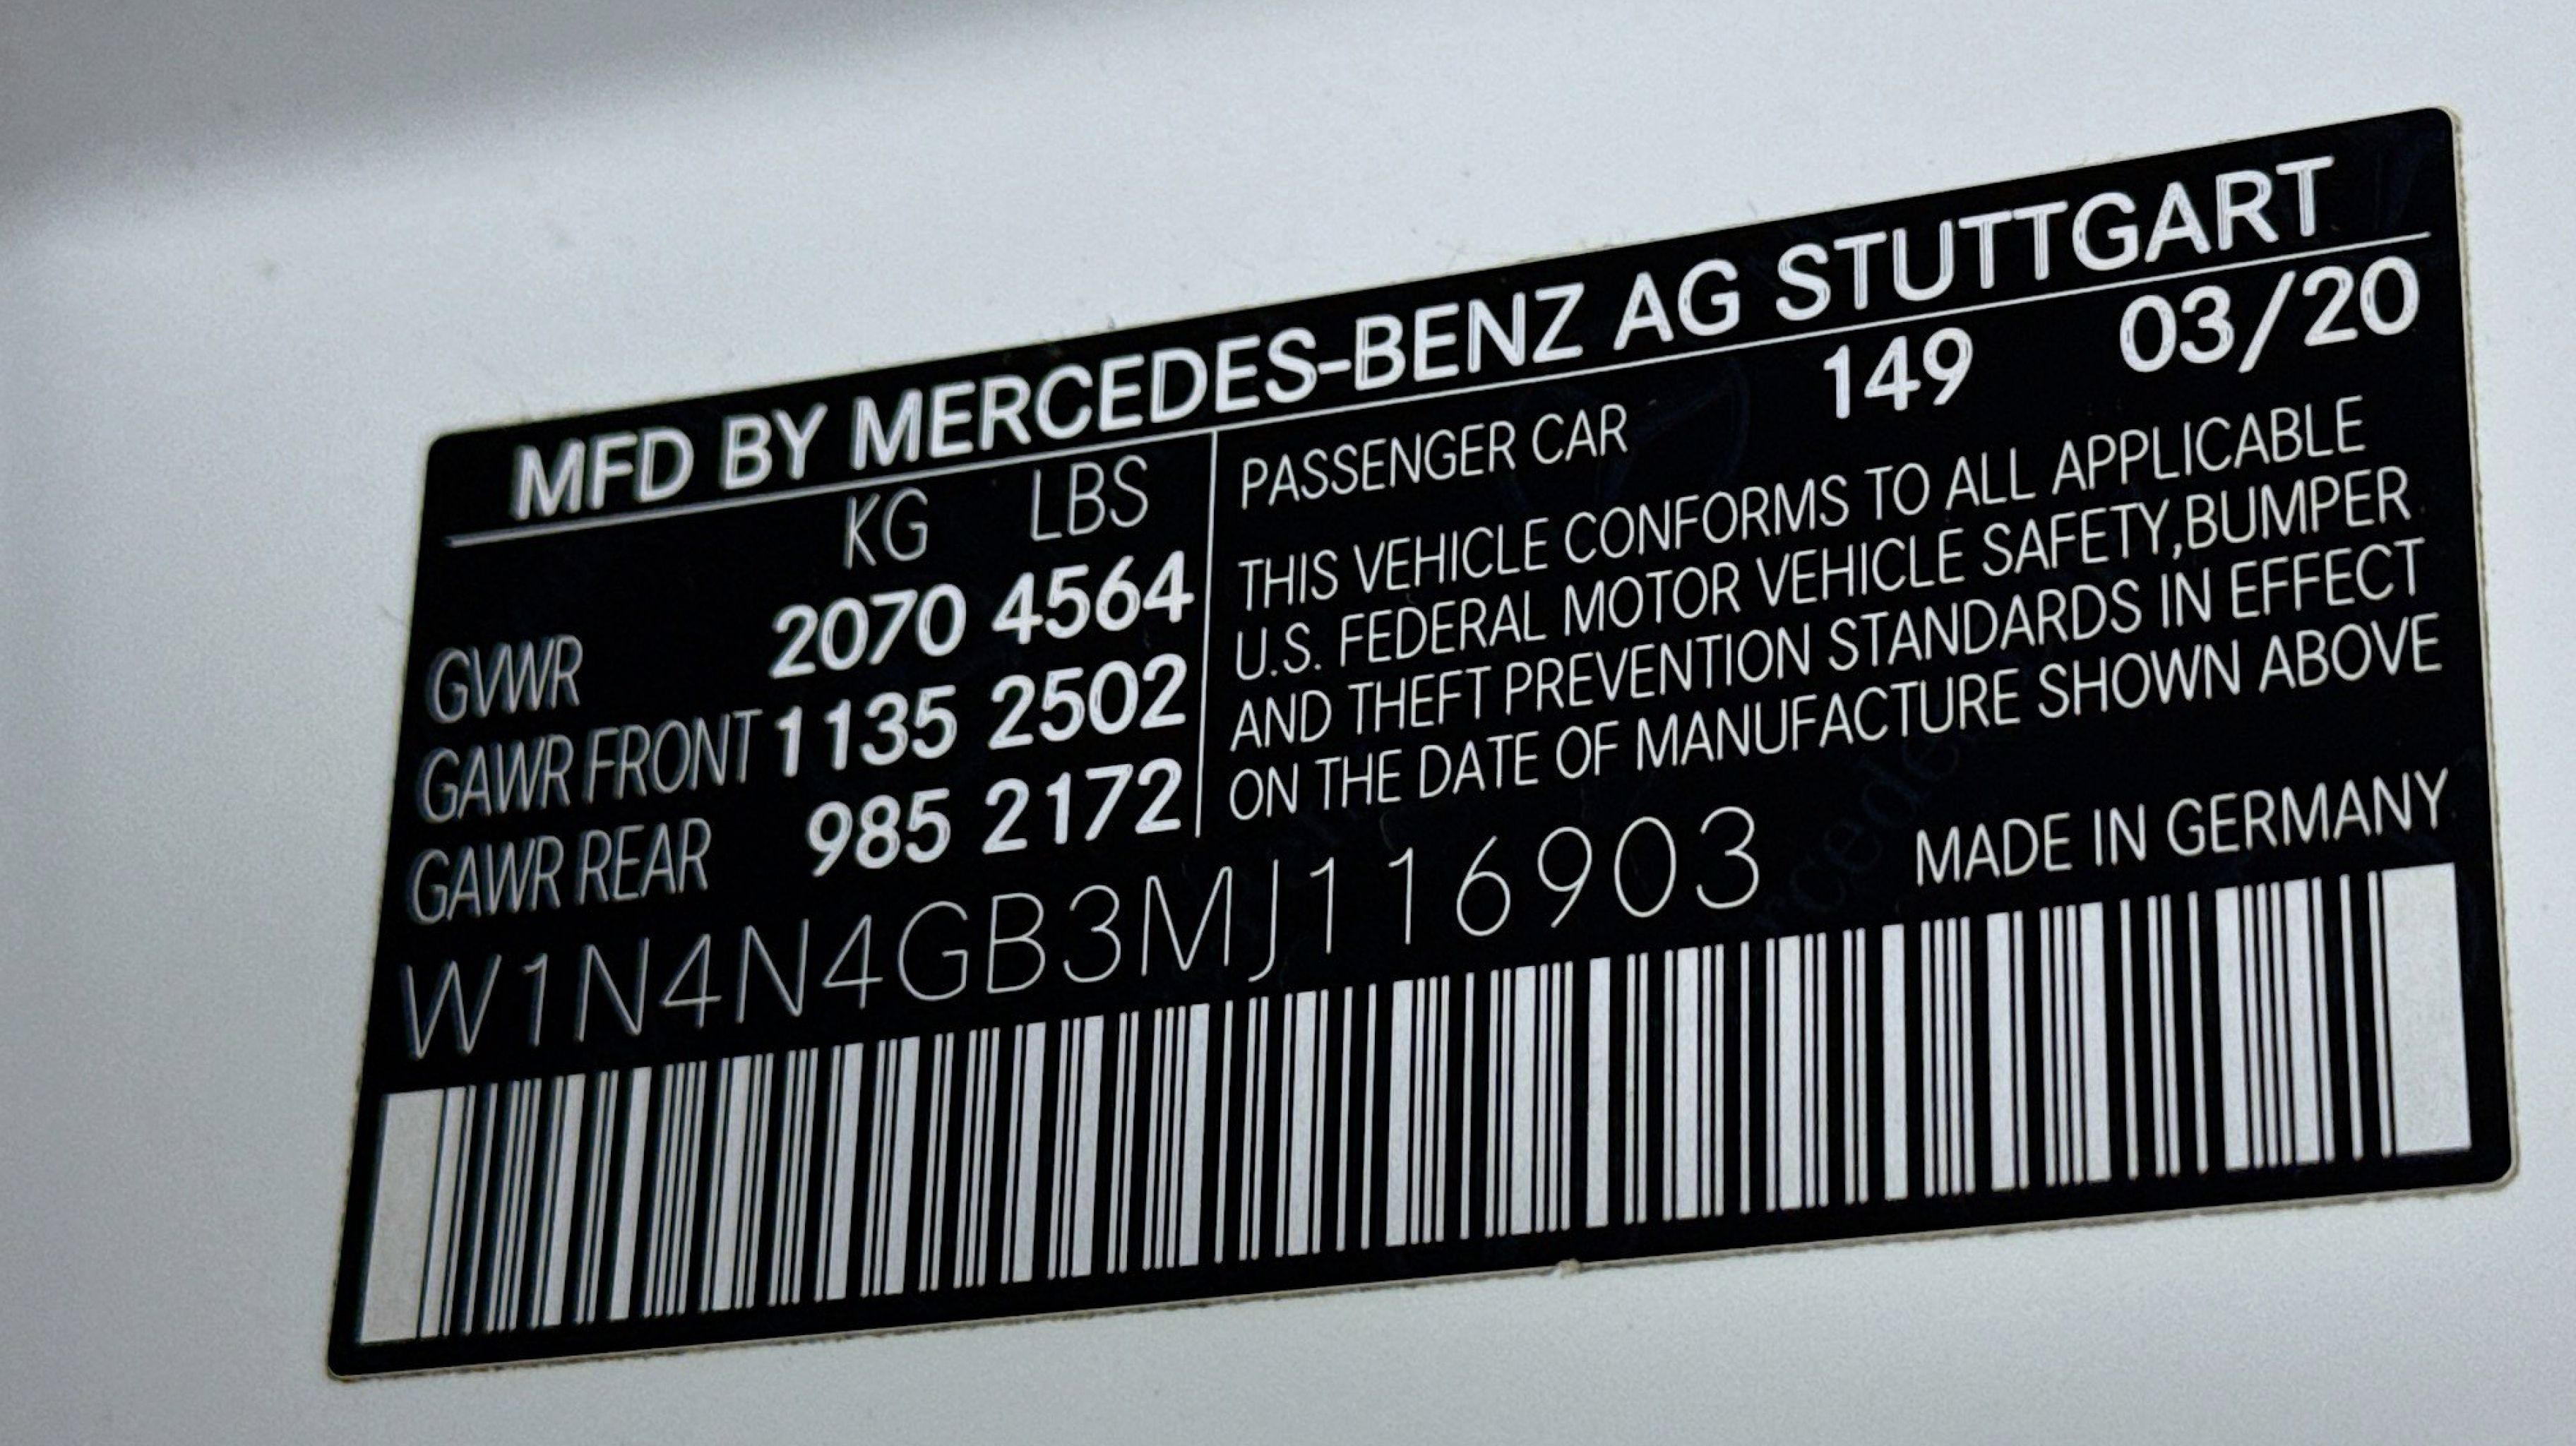 MFD BY MERCEDES-BENZ AG STUTTGART
KG LBS
GVWR 2070 4564
GAWR FRONT 1135 2502
GAWR REAR 985 2172
PASSENGER CAR 149 03/20
THIS VEHICLE CONFORMS TO ALL APPLICABLE
U.S. FEDERAL MOTOR VEHICLE SAFETY,BUMPER
AND THEFT PREVENTION STANDARDS IN EFFECT
ON THE DATE OF MANUFACTURE SHOWN ABOVE
W1N4N4GB3MJ116903 MADE IN GERMANY